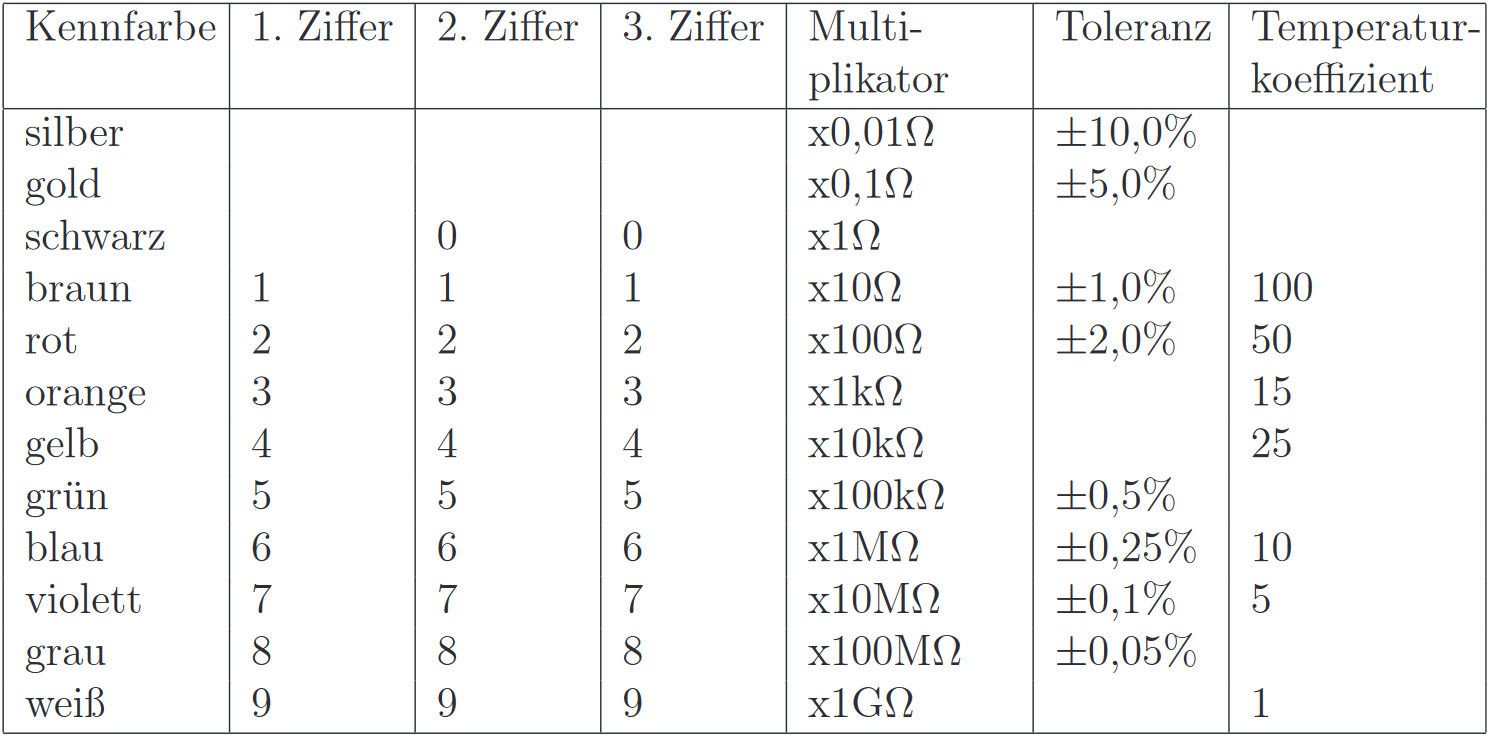 Kennfarbe 1. Ziffer 2. Ziffer 3. Ziffer Multi- Toleranz Temperatur-
plikator koeffizient
silber x0,01Ω ±10,0%
gold x0,1Ω ±5,0%
schwarz 0 0 x1Ω
braun 1 1 1 x10Ω ±1,0% 100
rot 2 2 2 x100Ω ±2,0% 50
orange 3 3 3 x1kΩ 15
gelb 4 4 4 x10kΩ 25
grün 5 5 5 x100kΩ ±0,5%
blau 6 6 6 x1MΩ ±0,25% 10
violett 7 7 7 x10MΩ ±0,1% 5
grau 8 8 8 x100MΩ ±0,05%
weiß 9 9 9 x1GΩ 1